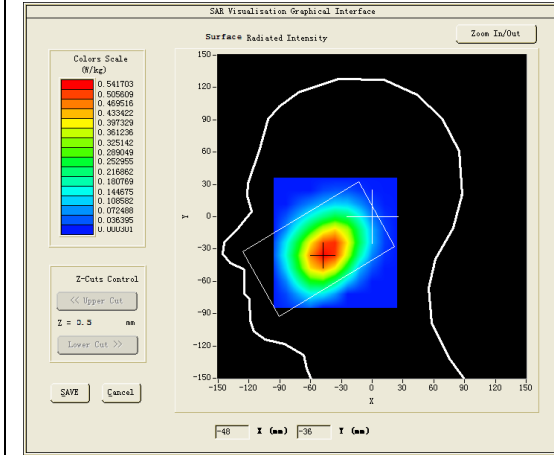 SAR Visualisation Graphical Interface
Surface Radiated Intensity
Zoom In/Out
Colors Scale
(W/kg)
0.541703
0.505609
0.469516
0.433422
0.397329
0.361236
0.325142
0.289049
0.252955
0.216862
0.180769
0.144675
0.108582
0.072488
0.036395
0.000301
Z-Cuts Control
<< Upper Cut
Z = 0.5 mm
Lower Cut >>
SAVE
Cancel
150-
120-
90-
60-
30-
0-
-30-
-60-
-90-
-120-
-150-
Y
-150 -120 -90 -60 -30 0 30 60 90 120 150
X
-48 X (mm) -36 Y (mm)